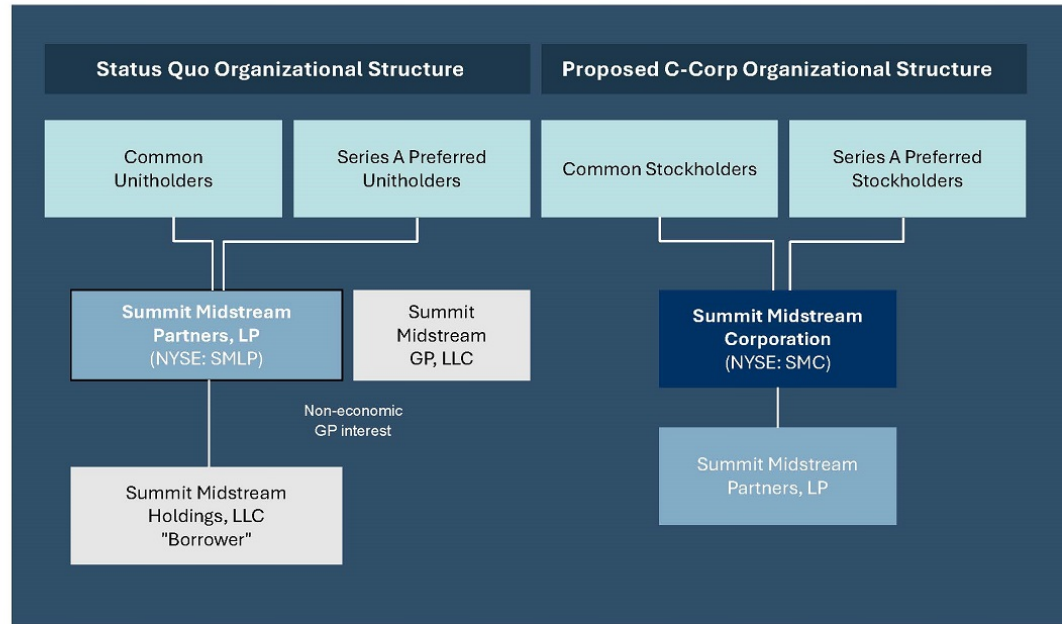 Status Quo Organizational Structure
Common
Unitholders
Series A Preferred
Unitholders
Summit Midstream
Partners, LP
(NYSE: SMLP)
Summit
Midstream
GP, LLC
Non-economic
GP interest
Summit Midstream
Holdings, LLC
"Borrower"
Proposed C-Corp Organizational Structure
Common Stockholders
Series A Preferred
Stockholders
Summit Midstream
Corporation
(NYSE: SMC)
Summit Midstream
Partners, LP